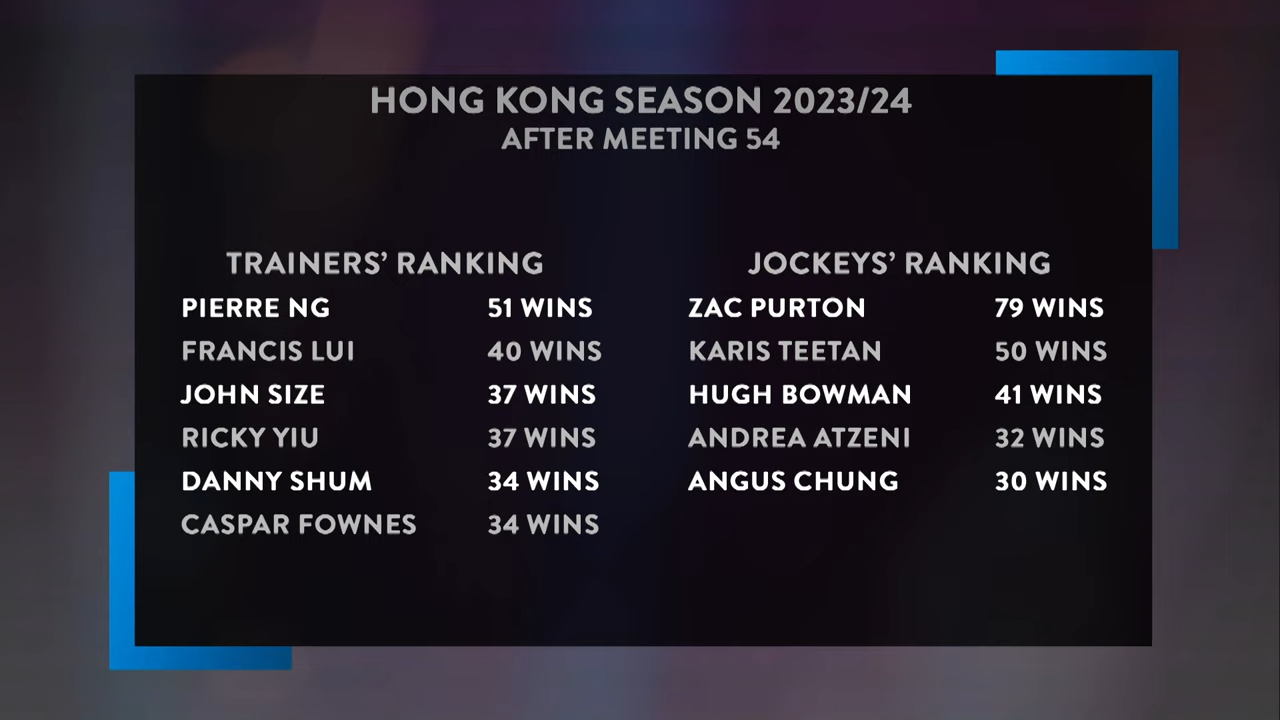 HONG KONG SEASON 2023/24
AFTER MEETING 54
TRAINERS' RANKING
PIERRE NG 51 WINS
FRANCIS LUI 40 WINS
JOHN SIZE 37 WINS
RICKY YIU 37 WINS
DANNY SHUM 34 WINS
CASPAR FOWNES 34 WINS
JOCKEYS' RANKING
ZAC PURTON 79 WINS
KARIS TEETAN 50 WINS
HUGH BOWMAN 41 WINS
ANDREA ATZENI 32 WINS
ANGUS CHUNG 30 WINS